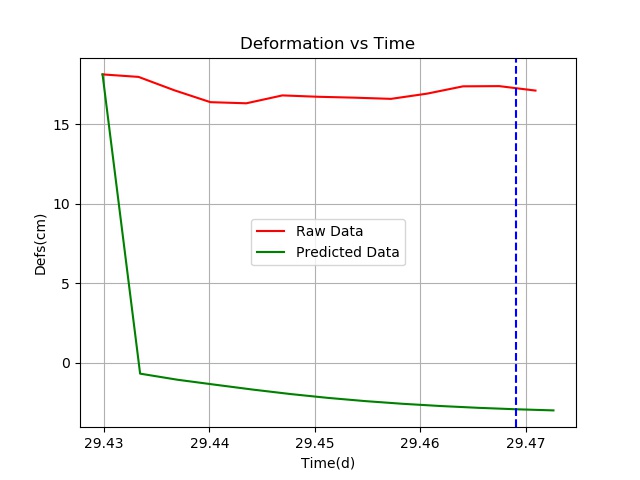 Deformation vs Time
Defs(cm)
15
10
5
0
Raw Data
Predicted Data
29.43
29.44
29.45
29.46
29.47
Time(d)